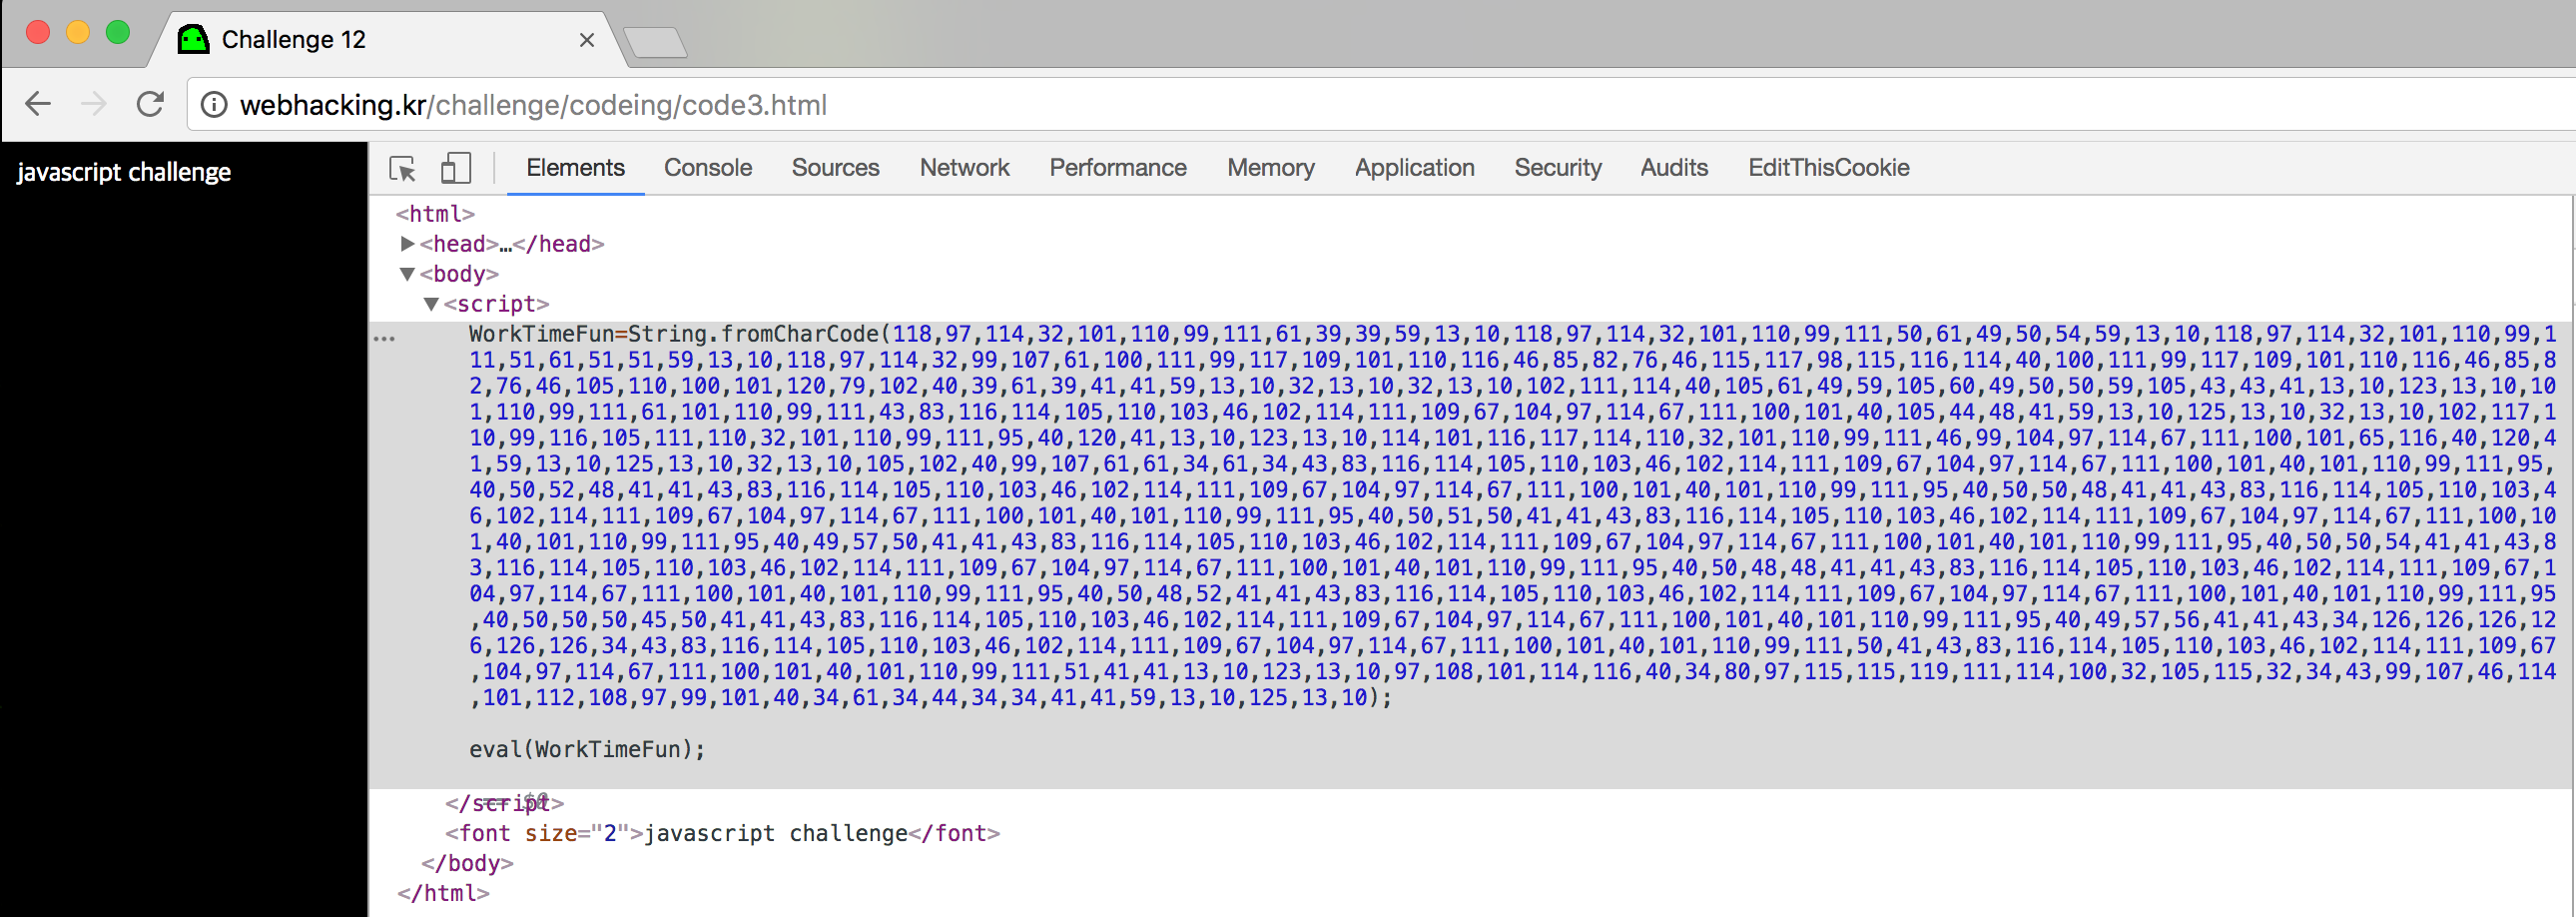 Challenge 12
webhacking.kr/challenge/codeing/code3.html
javascript challenge
Elements Console Sources Network Performance Memory Application Security Audits EditThisCookie
<html>
<head>…</head>
<body>
<script>
WorkTimeFun=String.fromCharCode(118,97,114,32,101,110,99,111,61,39,39,59,13,10,118,97,114,32,101,110,99,111,50,61,49,50,54,59,13,10,118,97,114,32,101,110,99,1
11,51,61,51,51,59,13,10,118,97,114,32,99,107,61,100,111,99,117,109,101,110,116,46,85,82,76,46,115,117,98,115,116,114,40,100,111,99,117,109,101,110,116,46,85,8
2,76,46,105,110,100,101,120,79,102,40,39,61,39,41,41,59,13,10,32,13,10,32,13,10,102,111,114,40,105,61,49,59,105,60,49,50,50,59,105,43,43,41,13,10,123,13,10,10
1,110,99,111,61,101,110,99,111,43,83,116,114,105,110,103,46,102,114,111,109,67,104,97,114,67,111,100,101,40,105,44,48,41,59,13,10,125,13,10,32,13,10,102,117,1
10,99,116,105,111,110,32,101,110,99,111,95,40,120,41,13,10,123,13,10,114,101,116,117,114,110,32,101,110,99,111,46,99,104,97,114,67,111,100,101,65,116,40,120,4
1,59,13,10,125,13,10,32,13,10,105,102,40,99,107,61,61,34,61,34,43,83,116,114,105,110,103,46,102,114,111,109,67,104,97,114,67,111,100,101,40,101,110,99,111,95,
40,50,52,48,41,41,43,83,116,114,105,110,103,46,102,114,111,109,67,104,97,114,67,111,100,101,40,101,110,99,111,95,40,50,50,48,41,41,43,83,116,114,105,110,103,4
6,102,114,111,109,67,104,97,114,67,111,100,101,40,101,110,99,111,95,40,50,51,50,41,41,43,83,116,114,105,110,103,46,102,114,111,109,67,104,97,114,67,111,100,10
1,40,101,110,99,111,95,40,49,57,50,41,41,43,83,116,114,105,110,103,46,102,114,111,109,67,104,97,114,67,111,100,101,40,101,110,99,111,95,40,50,50,54,41,41,43,8
3,116,114,105,110,103,46,102,114,111,109,67,104,97,114,67,111,100,101,40,101,110,99,111,95,40,50,48,48,41,41,43,83,116,114,105,110,103,46,102,114,111,109,67,1
04,97,114,67,111,100,101,40,101,110,99,111,95,40,50,48,52,41,41,43,83,116,114,105,110,103,46,102,114,111,109,67,104,97,114,67,111,100,101,40,101,110,99,111,95
,40,50,50,50,45,50,41,41,43,83,116,114,105,110,103,46,102,114,111,109,67,104,97,114,67,111,100,101,40,101,110,99,111,95,40,49,57,56,41,41,43,34,126,126,126,12
6,126,126,34,43,83,116,114,105,110,103,46,102,114,111,109,67,104,97,114,67,111,100,101,40,101,110,99,111,50,41,43,83,116,114,105,110,103,46,102,114,111,109,67
,104,97,114,67,111,100,101,40,101,110,99,111,51,41,41,13,10,123,13,10,97,108,101,114,116,40,34,80,97,115,115,119,111,114,100,32,105,115,32,34,43,99,107,46,114
,101,112,108,97,99,101,40,34,61,34,44,34,34,41,41,59,13,10,125,13,10);
eval(WorkTimeFun);
</script> == $0
<font size="2">javascript challenge</font>
</body>
</html>